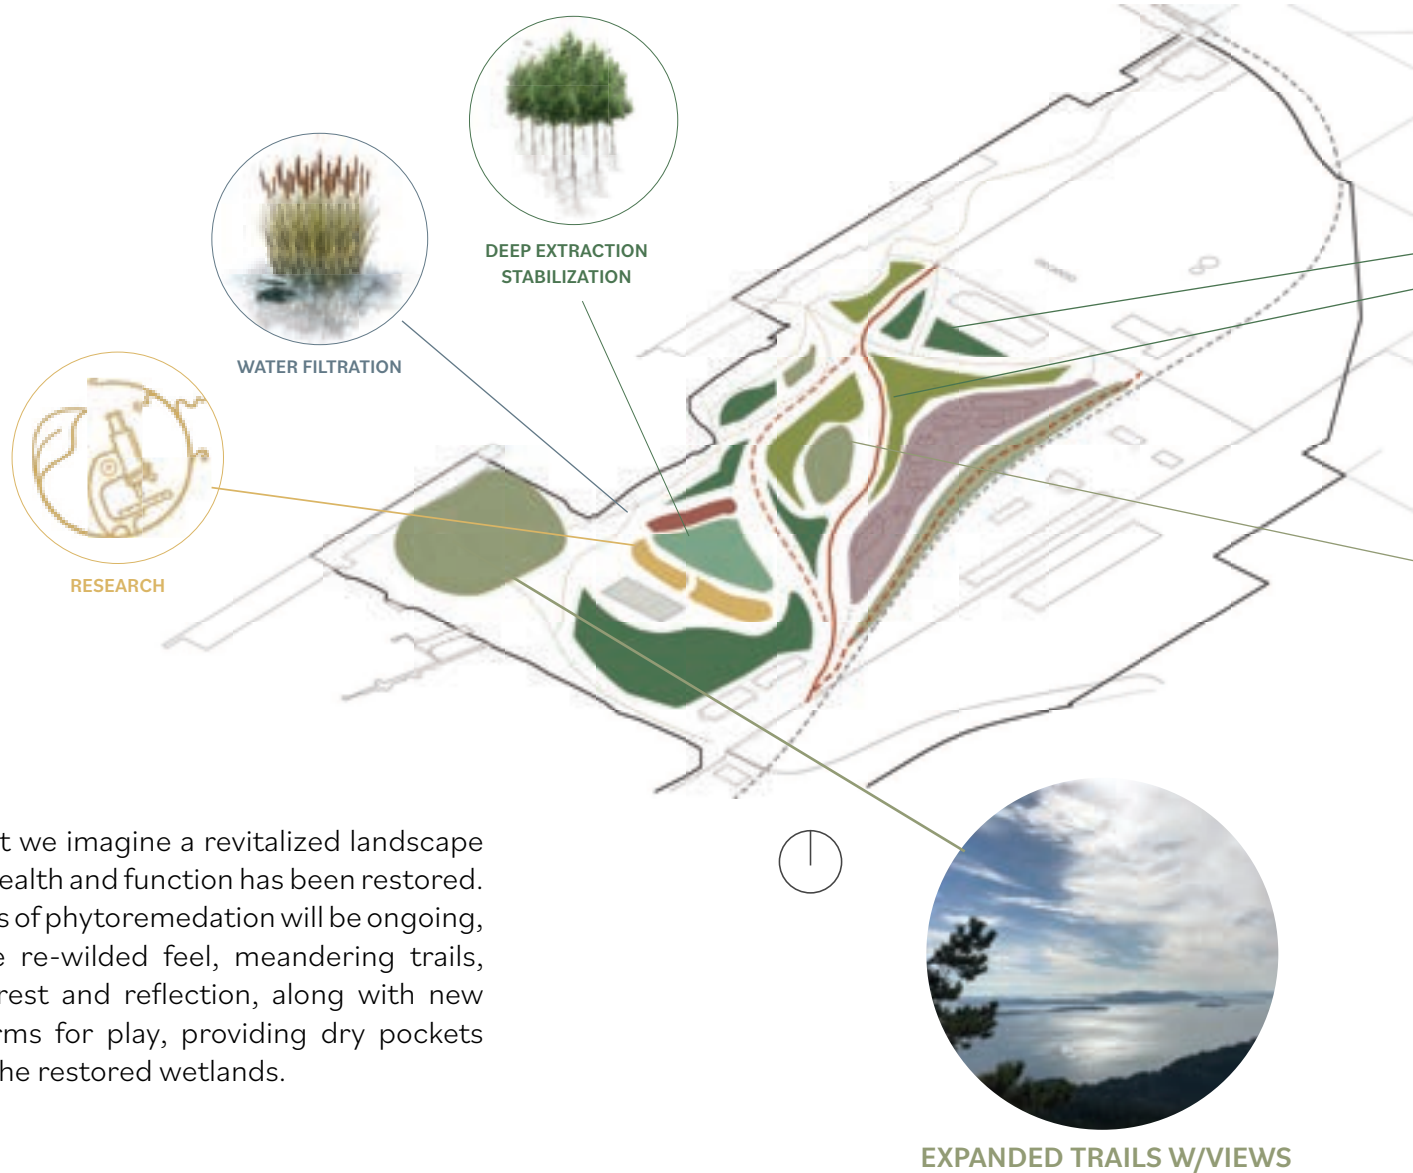 DEEP EXTRACTION
STABILIZATION
WATER FILTRATION
RESEARCH
t we imagine a revitalized landscape
ealth and function has been restored.
s of phytoremedation will be ongoing,
e re-wilded feel, meandering trails,
rest and reflection, along with new
rms for play, providing dry pockets
he restored wetlands.
EXPANDED TRAILS W/VIEWS